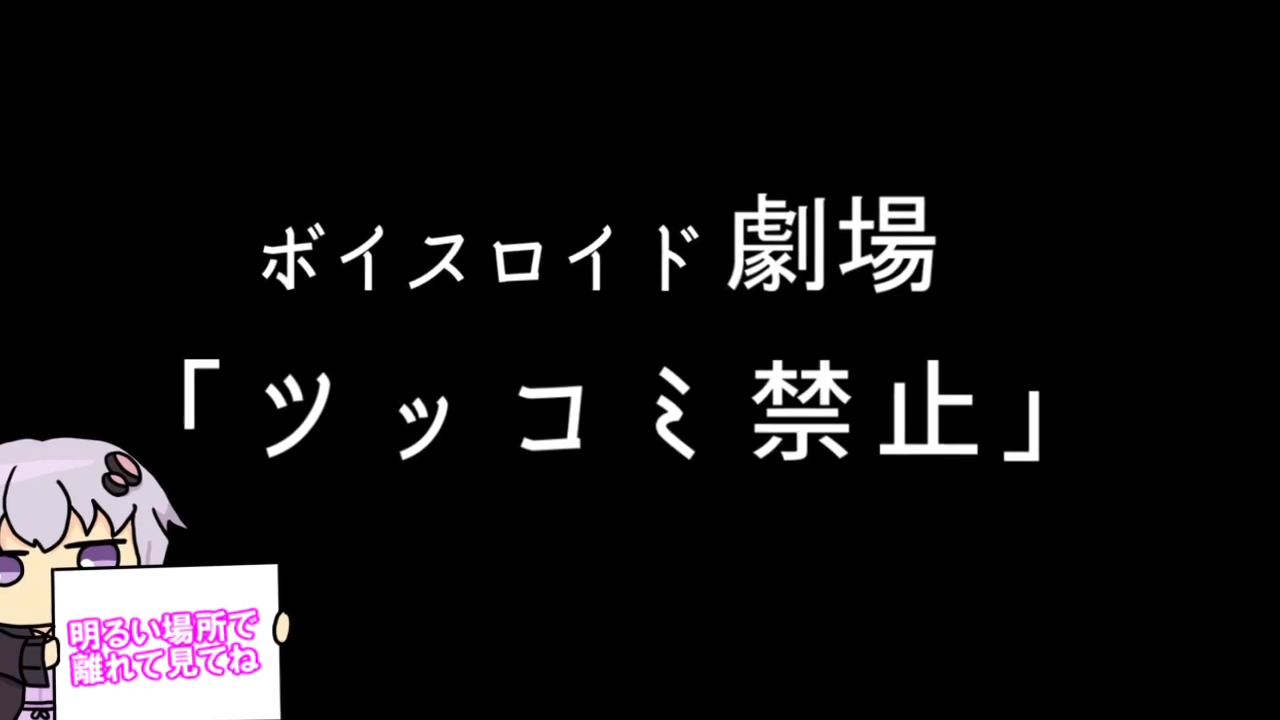 ボイスロイド劇場
「ツッコミ禁止」
明るい場所で
離れて見てね